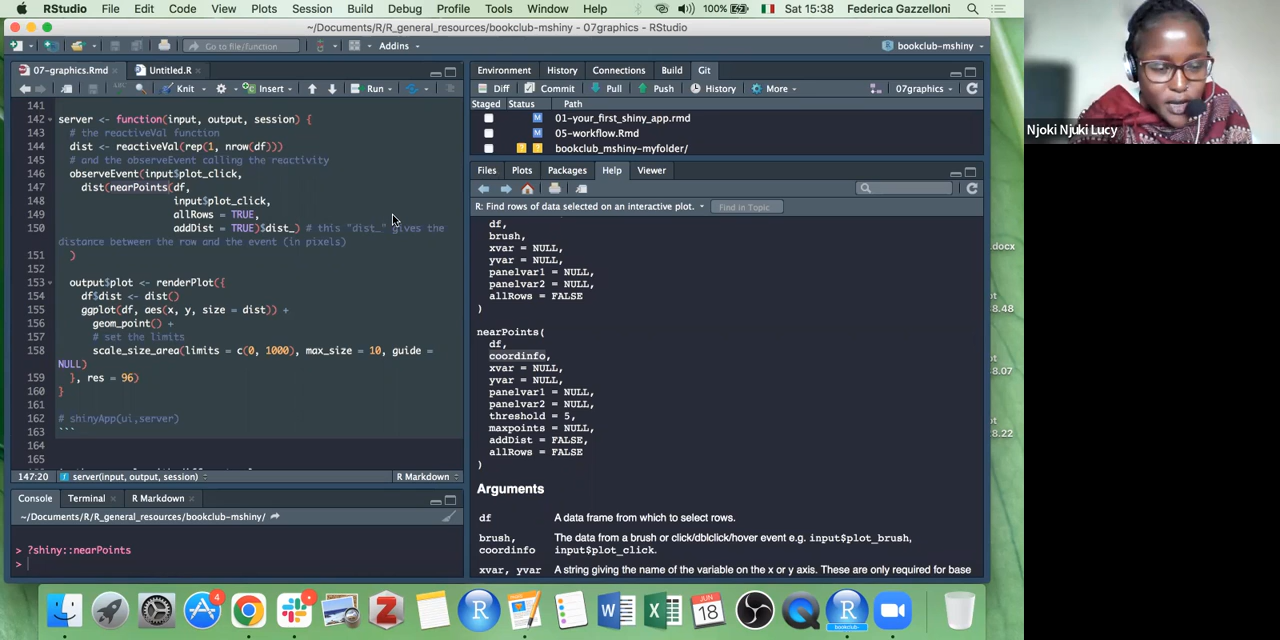 RStudio File Edit Code View Plots Session Build Debug Profile Tools Window Help 100% Sat 15:38 Federica Gazzelloni
~/Documents/R/R_general_resources/bookclub-mshiny - 07graphics - RStudio
Go to file/function Addins bookclub-mshiny
07-graphics.Rmd Untitled.R
Knit Insert Run
141
142 server <- function(input, output, session) {
143 # the reactiveVal function
144 dist <- reactiveVal(rep(1, nrow(df)))
145 # and the observeEvent calling the reactivity
146 observeEvent(input$plot_click,
147 dist(nearPoints(df,
148 input$plot_click,
149 allRows = TRUE,
150 addDist = TRUE)$dist_) # this "dist_" gives the
distance between the row and the event (in pixels)
151 )
152
153 output$plot <- renderPlot({
154 df$dist <- dist()
155 ggplot(df, aes(x, y, size = dist)) +
156 geom_point() +
157 # set the limits
158 scale_size_area(limits = c(0, 1000), max_size = 10, guide =
NULL)
159 }, res = 96)
160 }
161
162 # shinyApp(ui,server)
163 ```
164
165
147:20 server(input, output, session) R Markdown
Console Terminal R Markdown
~/Documents/R/R_general_resources/bookclub-mshiny/
> ?shiny::nearPoints
>
Environment History Connections Build Git
Diff Commit Pull Push History More 07graphics
Staged Status Path
M 01-your_first_shiny_app.rmd
M 05-workflow.Rmd
? ? bookclub_mshiny-myfolder/
Files Plots Packages Help Viewer
R: Find rows of data selected on an interactive plot. Find in Topic
df,
brush,
xvar = NULL,
yvar = NULL,
panelvar1 = NULL,
panelvar2 = NULL,
allRows = FALSE
)
nearPoints(
df,
coordinfo,
xvar = NULL,
yvar = NULL,
panelvar1 = NULL,
panelvar2 = NULL,
threshold = 5,
maxpoints = NULL,
addDist = FALSE,
allRows = FALSE
)
Arguments
df A data frame from which to select rows.
brush, The data from a brush or click/dblclick/hover event e.g. input$plot_brush,
coordinfo input$plot_click.
xvar, yvar A string giving the name of the variable on the x or y axis. These are only required for base
.docx
8.48
8.07
8.22
Njoki Njuki Lucy
4
JUN
18